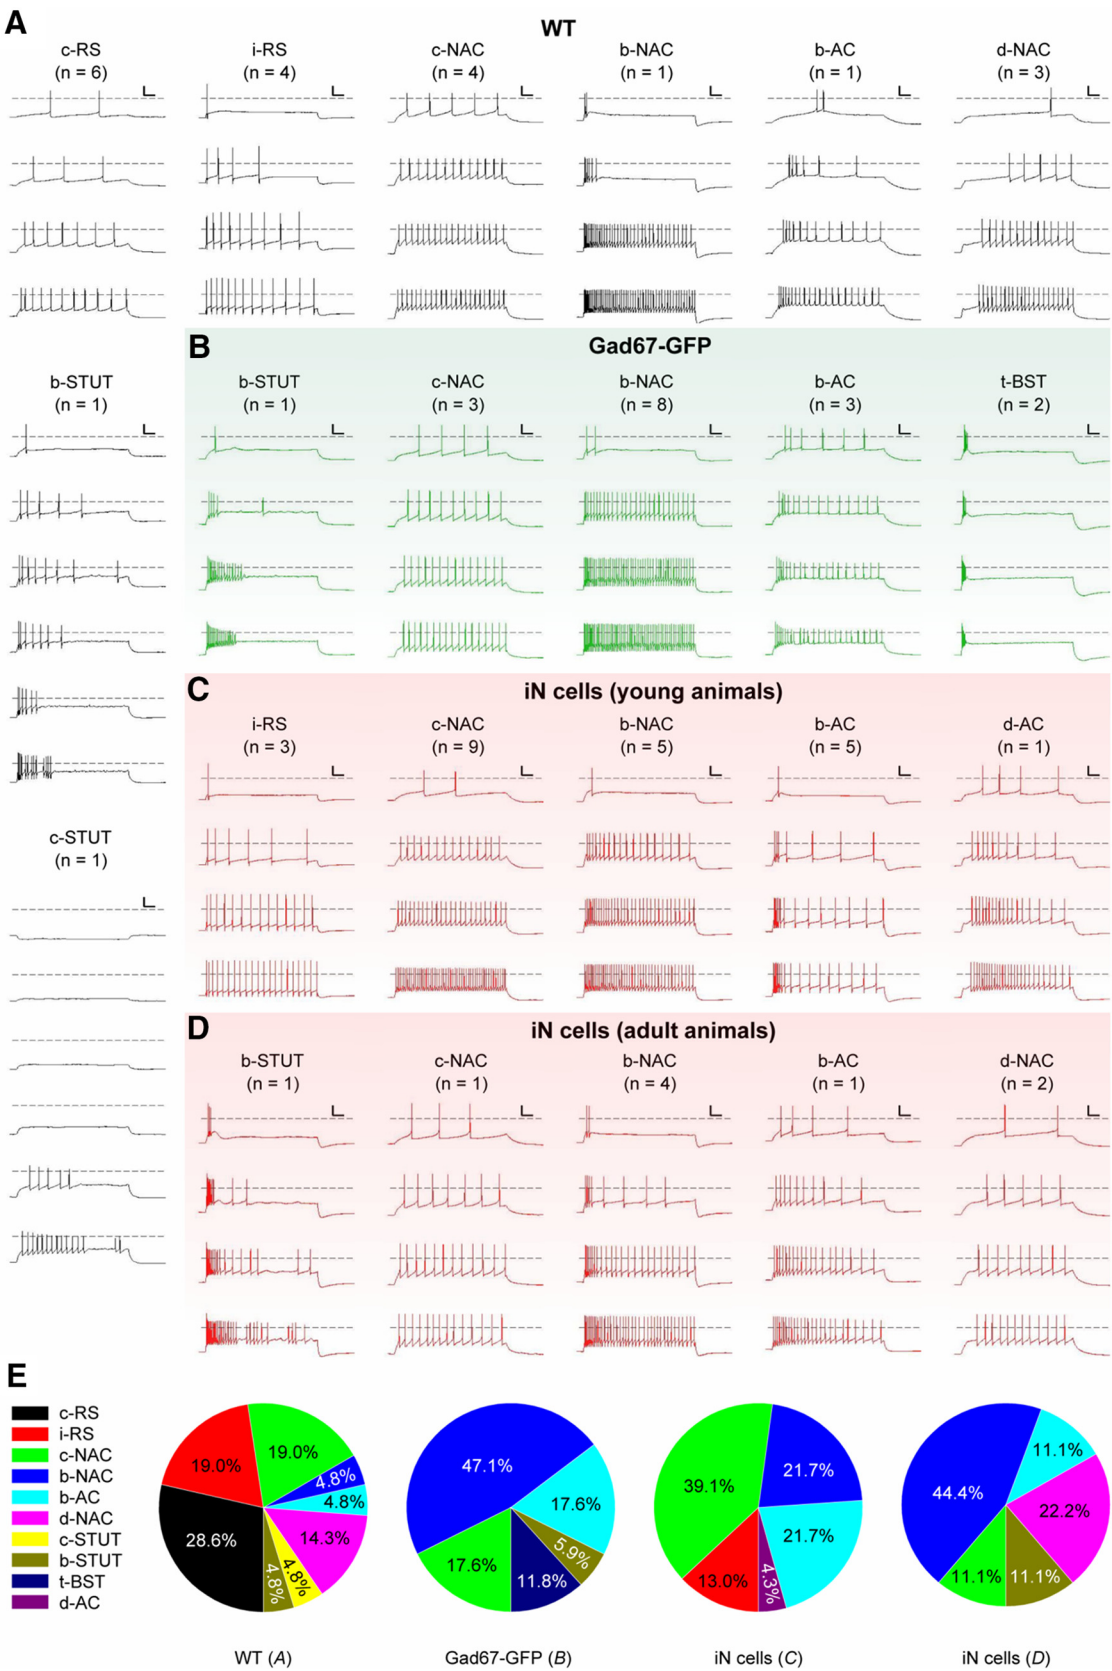 A
WT
c-RS
(n = 6)
i-RS
(n = 4)
c-NAC
(n = 4)
b-NAC
(n = 1)
b-AC
(n = 1)
d-NAC
(n = 3)
b-STUT
(n = 1)
c-STUT
(n = 1)
B
Gad67-GFP
b-STUT
(n = 1)
c-NAC
(n = 3)
b-NAC
(n = 8)
b-AC
(n = 3)
t-BST
(n = 2)
C
iN cells (young animals)
i-RS
(n = 3)
c-NAC
(n = 9)
b-NAC
(n = 5)
b-AC
(n = 5)
d-AC
(n = 1)
D
iN cells (adult animals)
b-STUT
(n = 1)
c-NAC
(n = 1)
b-NAC
(n = 4)
b-AC
(n = 1)
d-NAC
(n = 2)
E
c-RS
i-RS
c-NAC
b-NAC
b-AC
d-NAC
c-STUT
b-STUT
t-BST
d-AC
19.0%
19.0%
4.8%
4.8%
14.3%
4.8%
4.8%
28.6%
WT (A)
47.1%
17.6%
5.9%
11.8%
17.6%
Gad67-GFP (B)
39.1%
21.7%
21.7%
4.3%
13.0%
iN cells (C)
44.4%
11.1%
22.2%
11.1%
11.1%
iN cells (D)